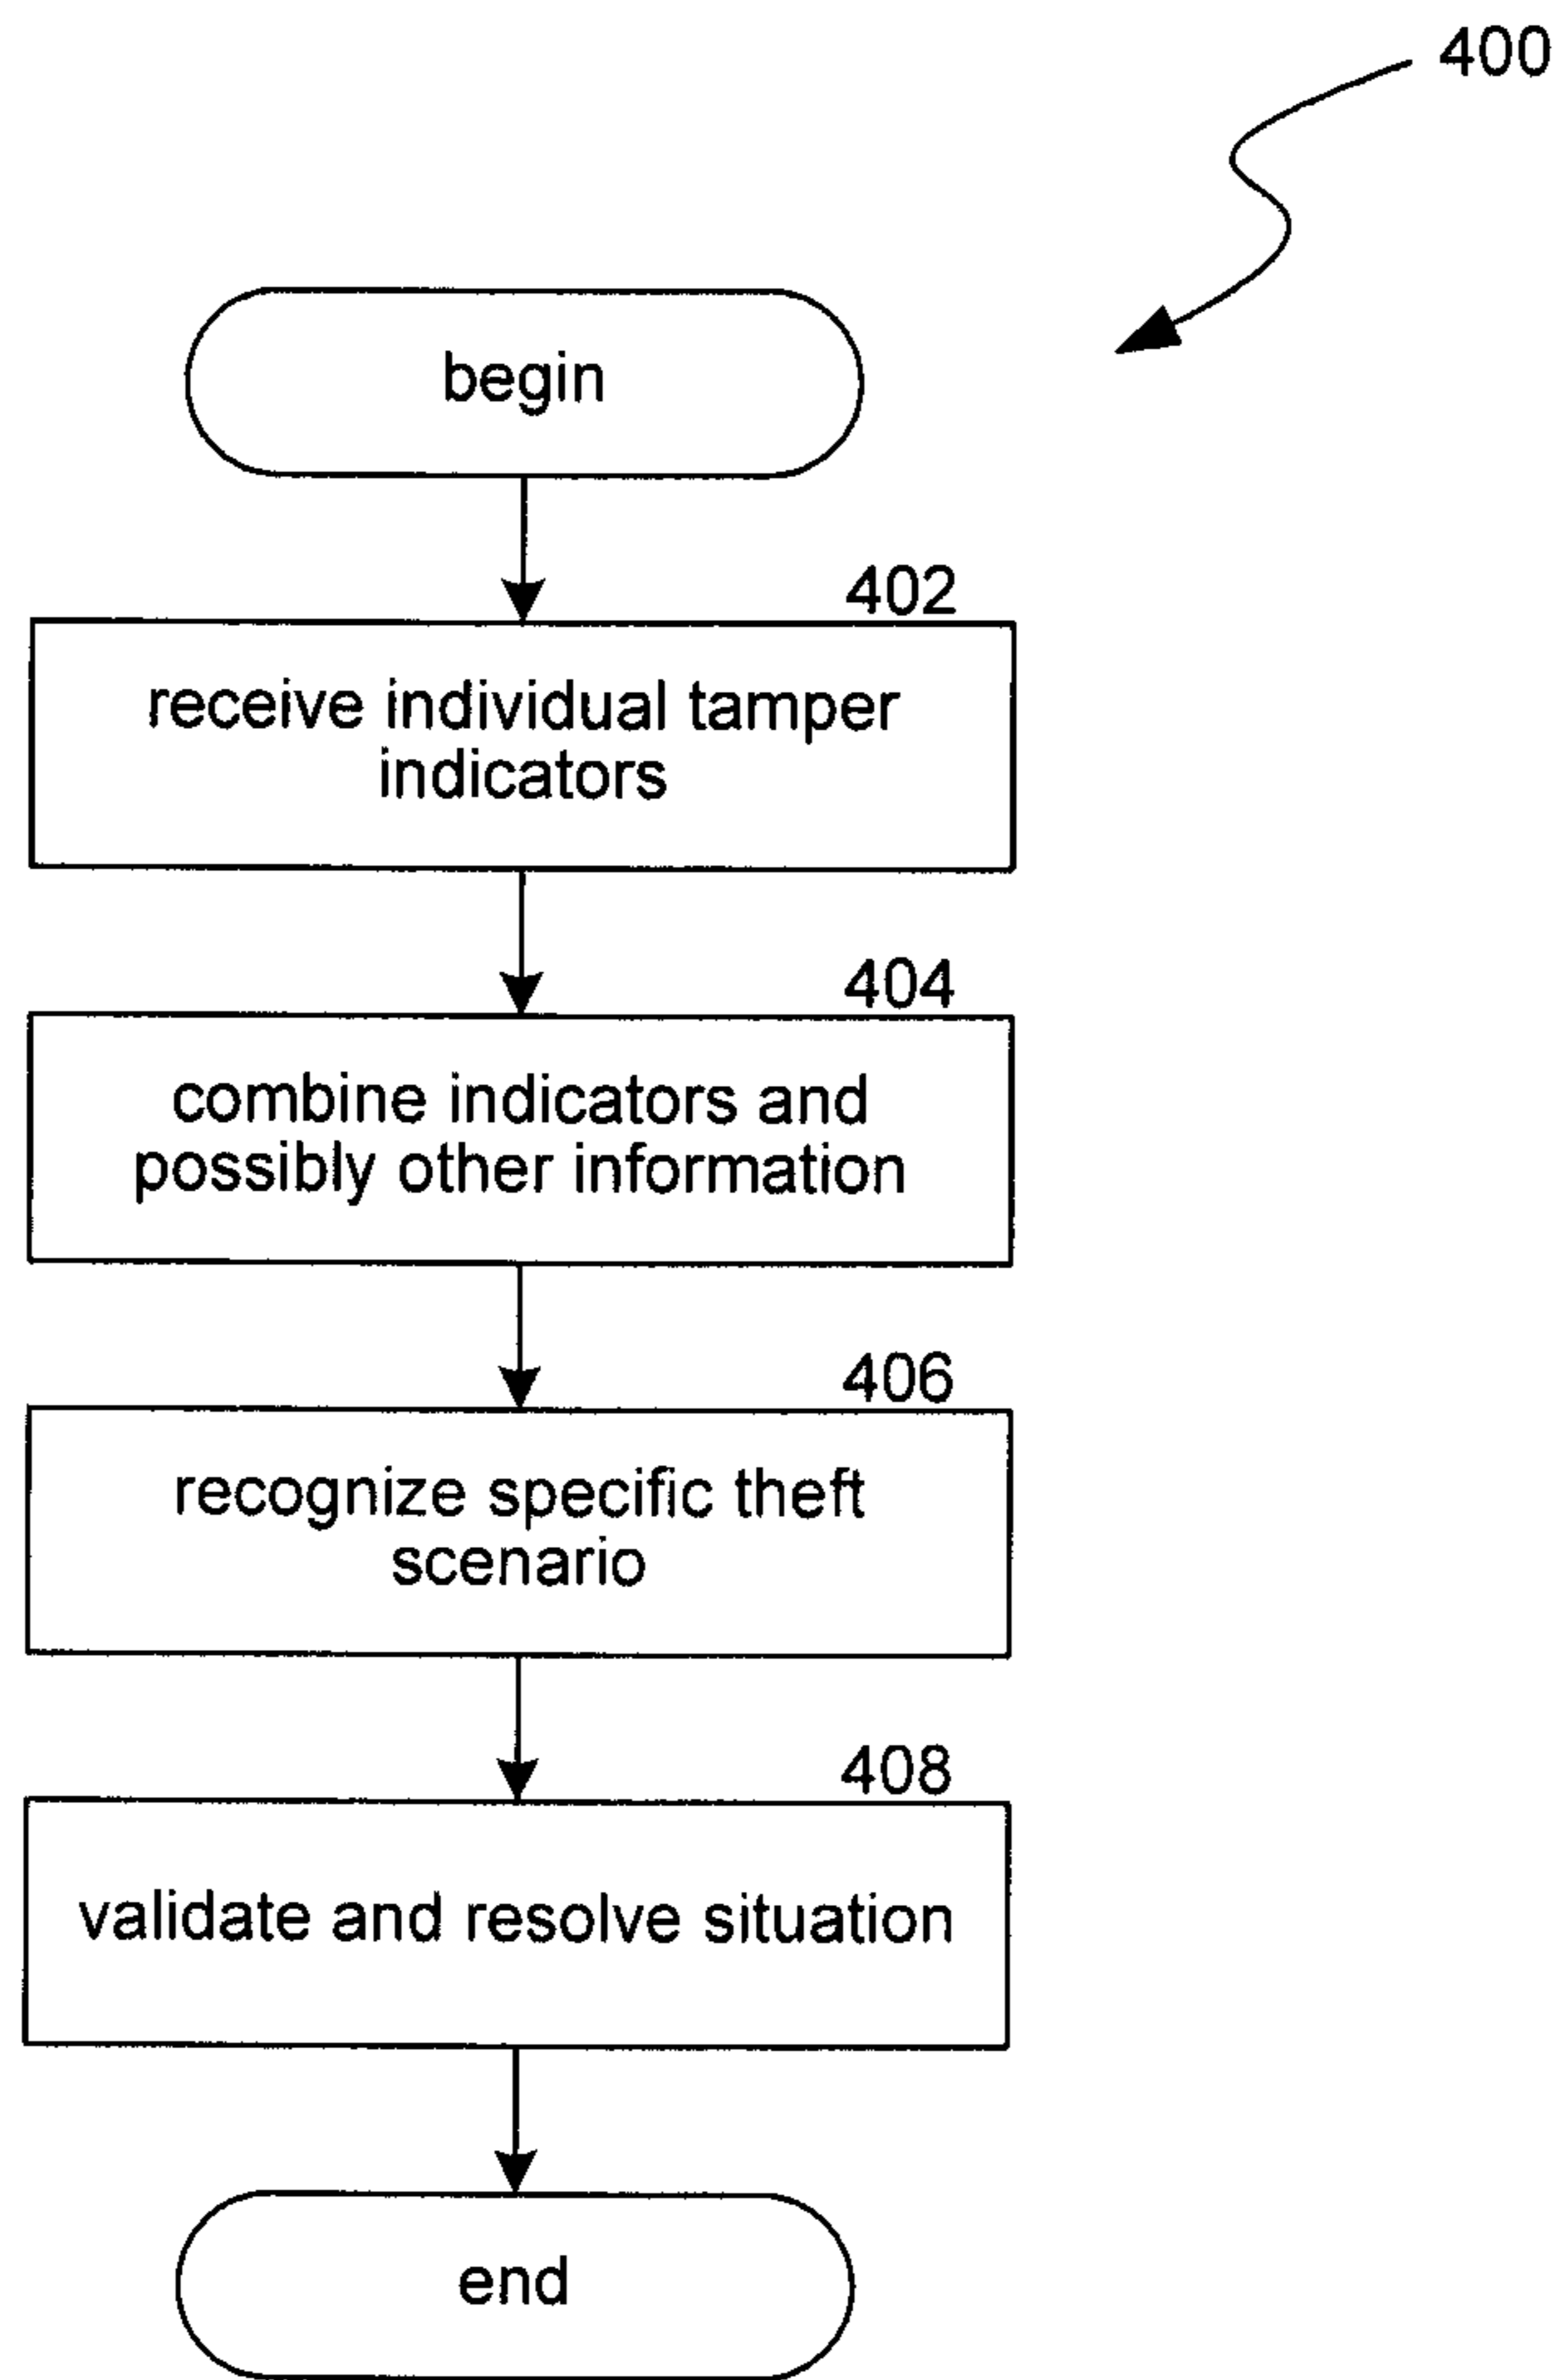 400
begin
402
receive individual tamper
indicators
404
combine indicators and
possibly other information
406
recognize specific theft
scenario
408
validate and resolve situation
end